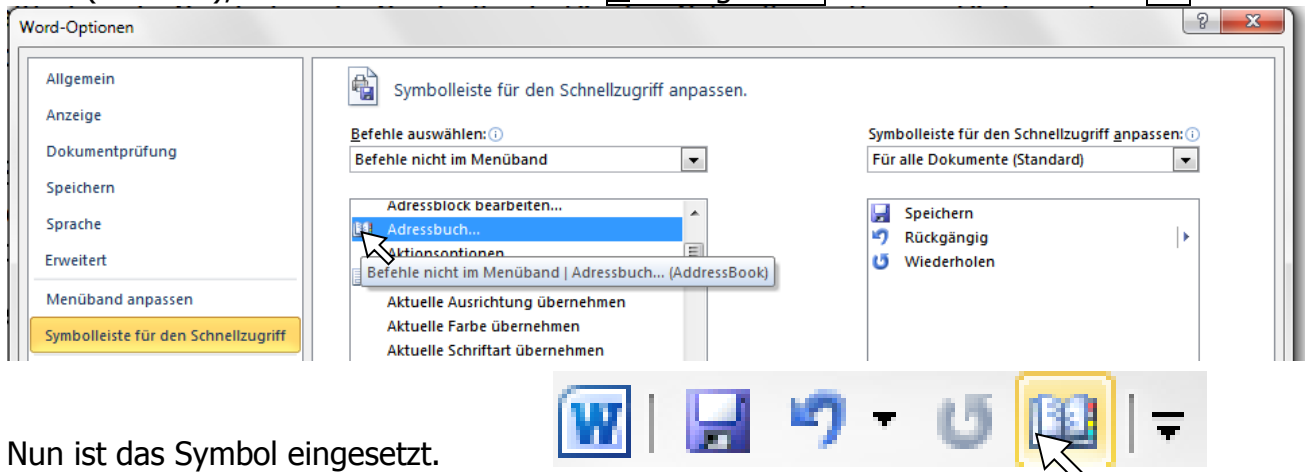 Word-Optionen
Allgemein
Anzeige
Dokumentprüfung
Speichern
Sprache
Erweitert
Menüband anpassen
Symbolleiste für den Schnellzugriff
Symbolleiste für den Schnellzugriff anpassen.
Befehle auswählen:
Befehle nicht im Menüband
Adressblock bearbeiten...
Adressbuch...
Aktionsoptionen
Befehle nicht im Menüband | Adressbuch... (AddressBook)
Aktuelle Ausrichtung übernehmen
Aktuelle Farbe übernehmen
Aktuelle Schriftart übernehmen
Symbolleiste für den Schnellzugriff anpassen:
Für alle Dokumente (Standard)
Speichern
Rückgängig
Wiederholen
Nun ist das Symbol eingesetzt.